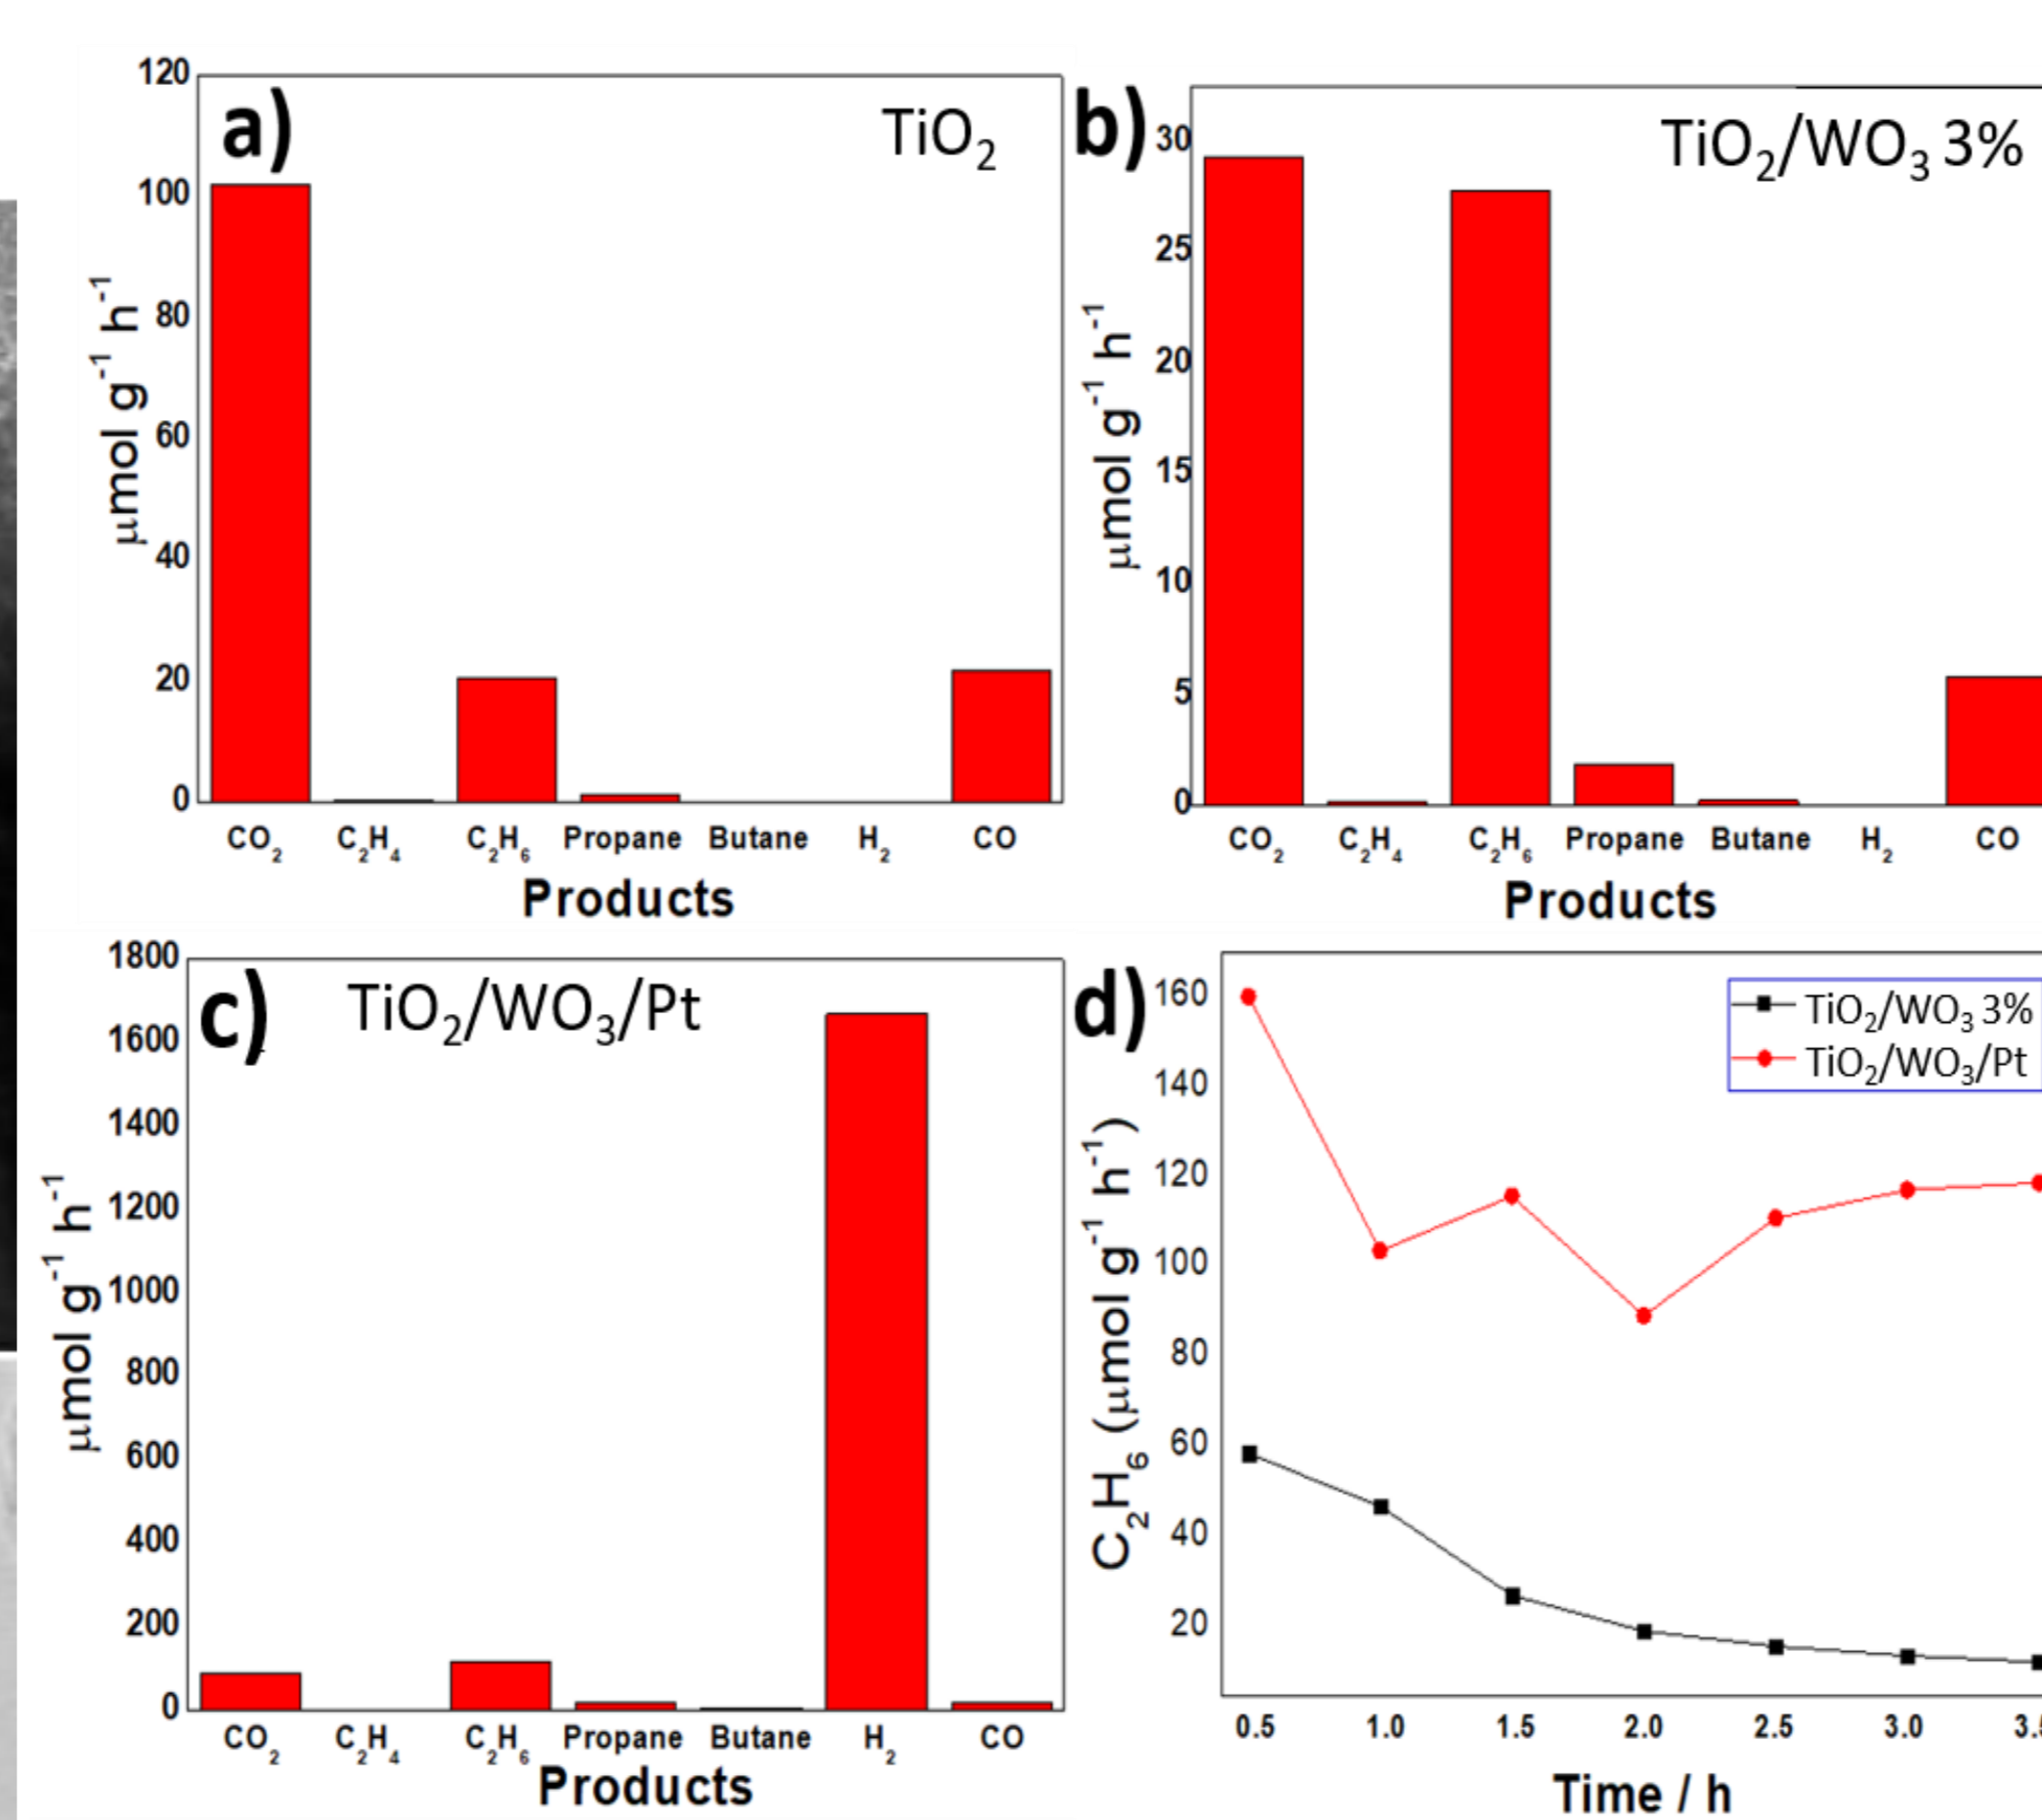 a)
TiO₂
120
100
80
60
40
20
0
μmol g⁻¹ h⁻¹
CO₂ C₂H₄ C₂H₆ Propane Butane H₂ CO
Products
b)
TiO₂/WO₃ 3%
30
25
20
15
10
5
0
μmol g⁻¹ h⁻¹
CO₂ C₂H₄ C₂H₆ Propane Butane H₂ CO
Products
c)
TiO₂/WO₃/Pt
1800
1600
1400
1200
1000
800
600
400
200
0
μmol g⁻¹ h⁻¹
CO₂ C₂H₄ C₂H₆ Propane Butane H₂ CO
Products
d)
TiO₂/WO₃ 3%
TiO₂/WO₃/Pt
160
140
120
100
80
60
40
20
C₂H₆ (μmol g⁻¹ h⁻¹)
0.5 1.0 1.5 2.0 2.5 3.0
Time / h